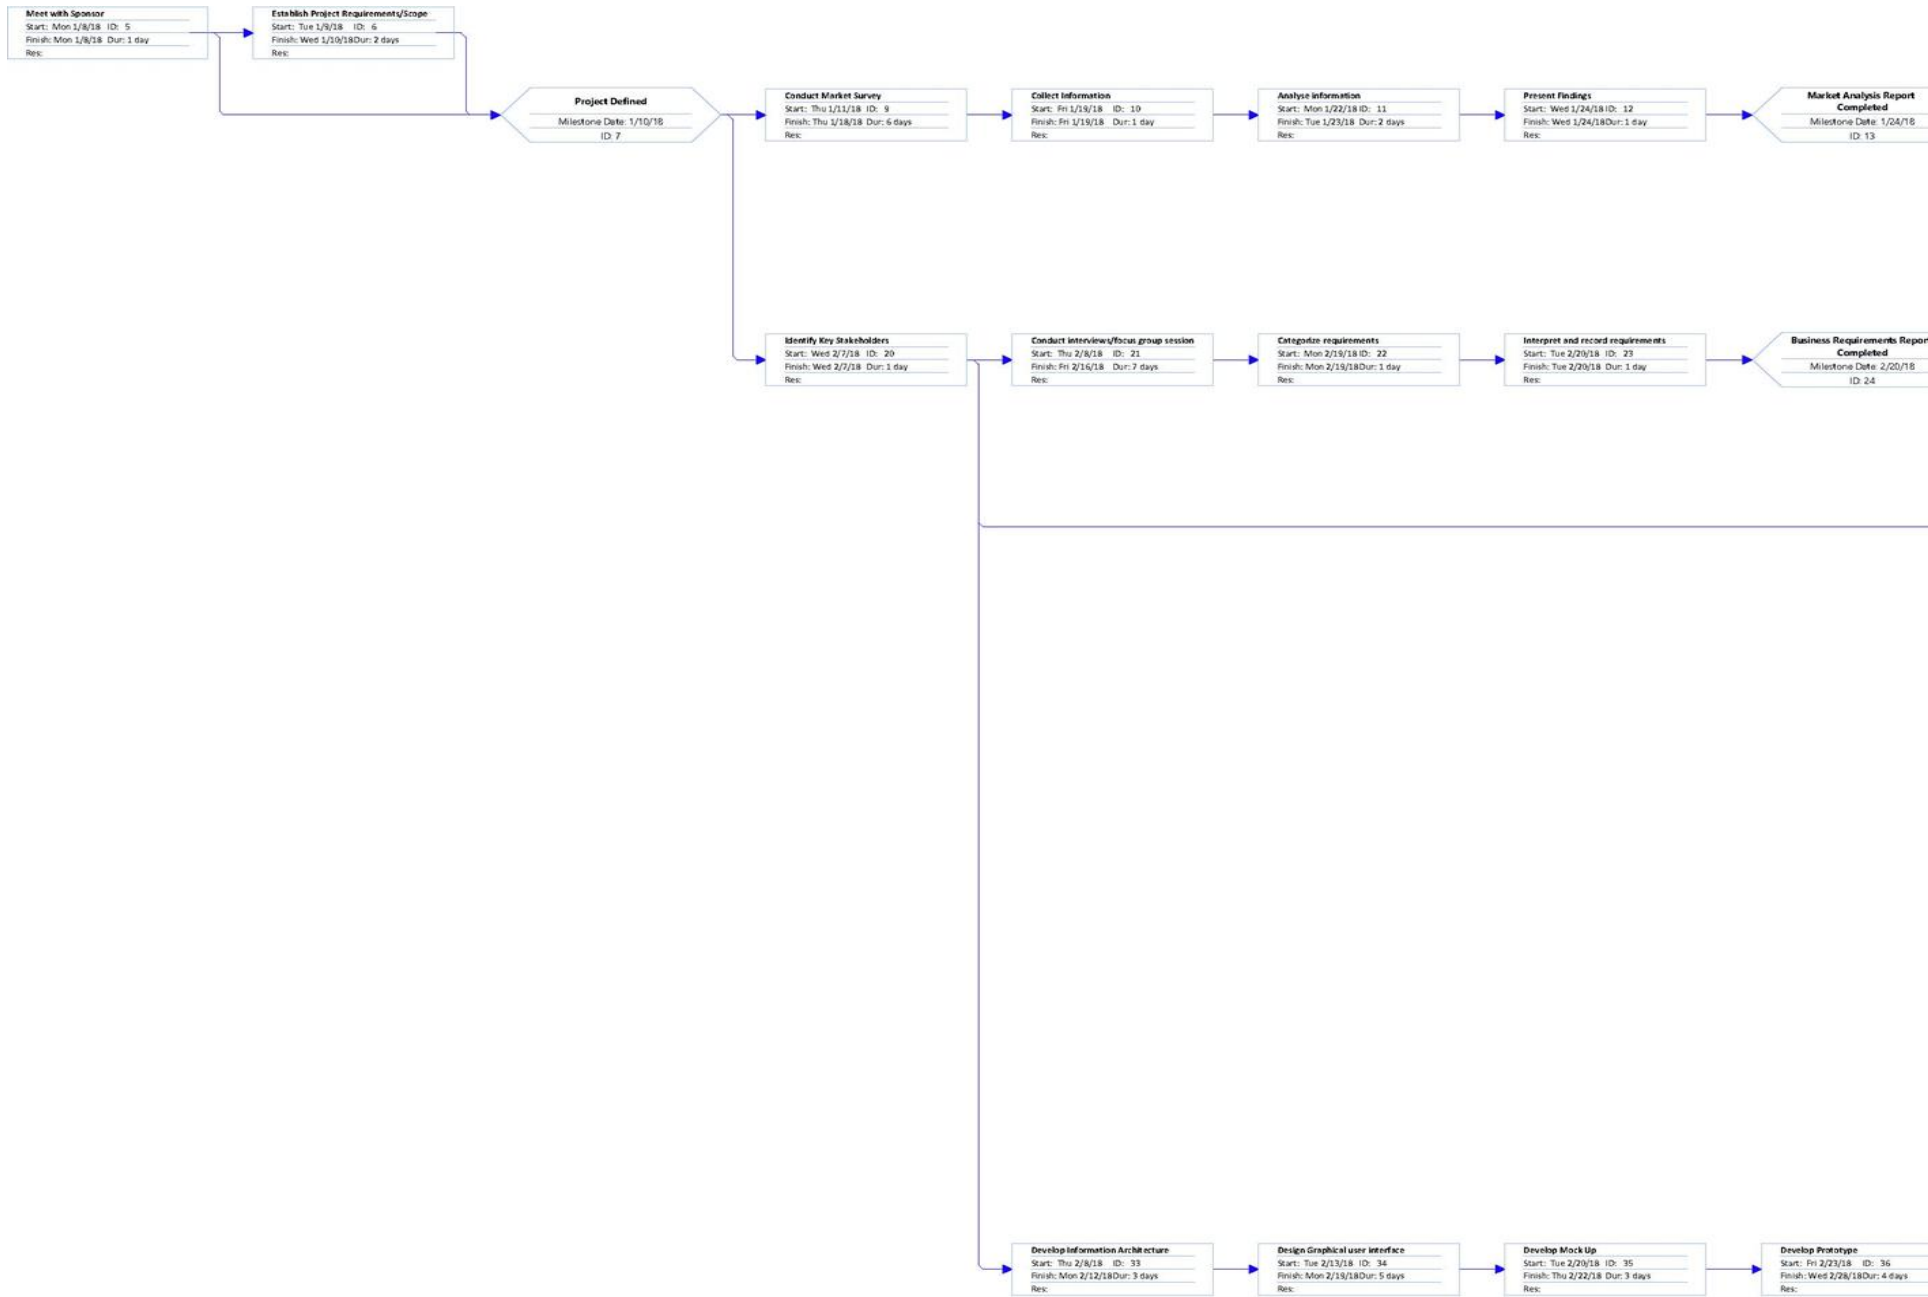 Meet with Sponsor
Start: Mon 1/8/18 ID: 5
Finish: Mon 1/8/18 Dur: 1 day
Res:
Establish Project Requirements/Scope
Start: Tue 1/9/18 ID: 6
Finish: Wed 1/10/18 Dur: 2 days
Res:
Project Defined
Milestone Date: 1/10/18
ID: 7
Conduct Market Survey
Start: Thu 1/11/18 ID: 9
Finish: Thu 1/18/18 Dur: 6 days
Res:
Collect Information
Start: Fri 1/19/18 ID: 10
Finish: Fri 1/19/18 Dur: 1 day
Res:
Analyse information
Start: Mon 1/22/18 ID: 11
Finish: Tue 1/23/18 Dur: 2 days
Res:
Present Findings
Start: Wed 1/24/18 ID: 12
Finish: Wed 1/24/18 Dur: 1 day
Res:
Market Analysis Report
Completed
Milestone Date: 1/24/18
ID: 13
Identify Key Stakeholders
Start: Wed 2/7/18 ID: 20
Finish: Wed 2/7/18 Dur: 1 day
Res:
Conduct interviews/focus group session
Start: Thu 2/8/18 ID: 21
Finish: Fri 2/16/18 Dur: 7 days
Res:
Categorize requirements
Start: Mon 2/19/18 ID: 22
Finish: Mon 2/19/18 Dur: 1 day
Res:
Interpret and record requirements
Start: Tue 2/20/18 ID: 23
Finish: Tue 2/20/18 Dur: 1 day
Res:
Business Requirements Repor
Completed
Milestone Date: 2/20/18
ID: 24
Develop Information Architecture
Start: Thu 2/8/18 ID: 33
Finish: Mon 2/12/18 Dur: 3 days
Res:
Design Graphical user interface
Start: Tue 2/13/18 ID: 34
Finish: Mon 2/19/18 Dur: 5 days
Res:
Develop Mock Up
Start: Tue 2/20/18 ID: 35
Finish: Thu 2/22/18 Dur: 3 days
Res:
Develop Prototype
Start: Fri 2/23/18 ID: 36
Finish: Wed 2/28/18 Dur: 4 days
Res: